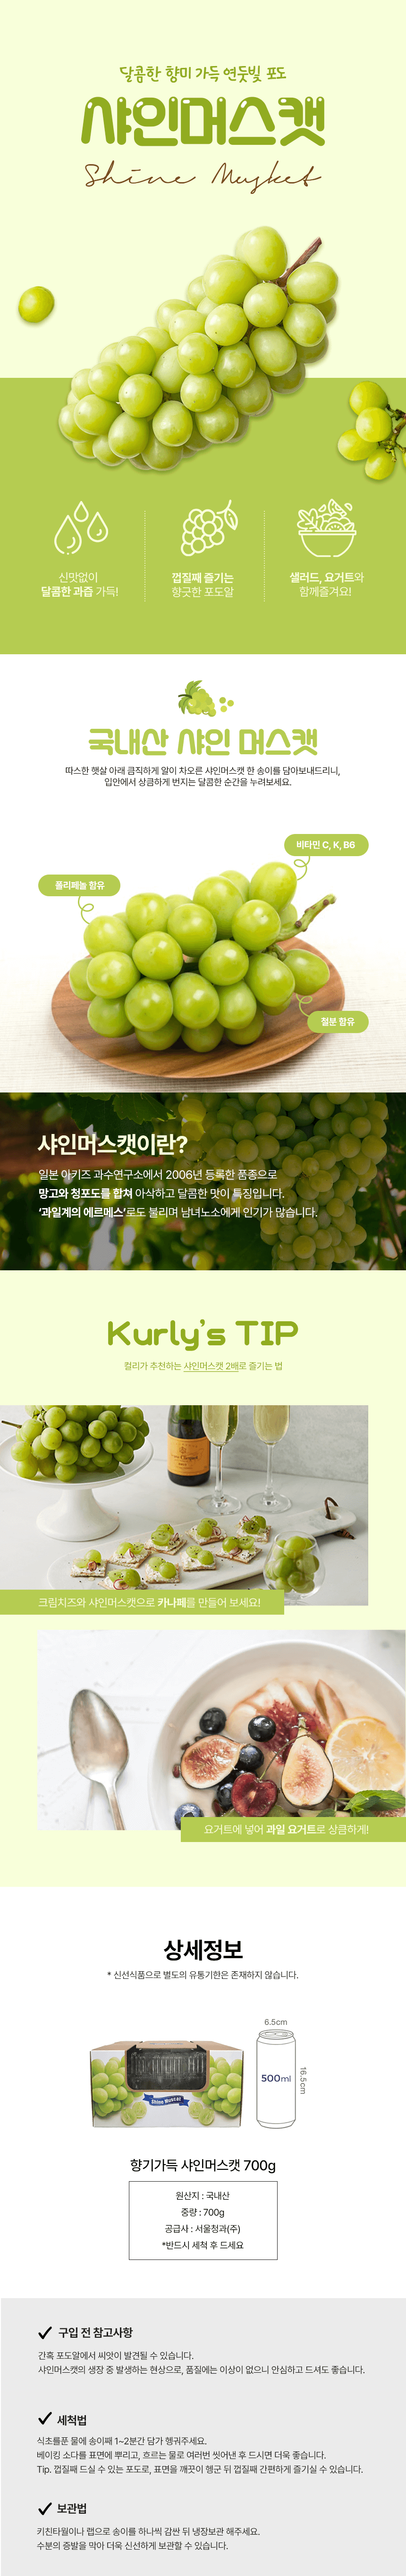 달콤한 향미 가득 연둣빛 포도
샤인머스캣
Shine Musket
신맛없이
달콤한 과즙 가득!
껍질째 즐기는
향긋한 포도알
샐러드, 요거트와
함께즐겨요!
국내산 샤인 머스캣
따스한 햇살 아래 큼직하게 알이 차오른 샤인머스캣 한 송이를 담아보내드리니,
입안에서 상큼하게 번지는 달콤한 순간을 누려보세요.
비타민 C, K, B6
폴리페놀 함유
철분 함유
샤인머스캣이란?
일본 아키즈 과수연구소에서 2006년 등록한 품종으로
망고와 청포도를 합쳐 아삭하고 달콤한 맛이 특징입니다.
‘과일계의 에르메스’로도 불리며 남녀노소에게 인기가 많습니다.
Kurly’s TIP
컬리가 추천하는 샤인머스캣 2배로 즐기는 법
크림치즈와 샤인머스캣으로 카나페를 만들어 보세요!
요거트에 넣어 과일 요거트로 상큼하게!
상세정보
* 신선식품으로 별도의 유통기한은 존재하지 않습니다.
6.5cm
500ml
16.5cm
Shine Muscat
향기가득 샤인머스캣 700g
원산지 : 국내산
중량 : 700g
공급사 : 서울청과(주)
*반드시 세척 후 드세요
구입 전 참고사항
간혹 포도알에서 씨앗이 발견될 수 있습니다.
샤인머스캣의 생장 중 발생하는 현상으로, 품질에는 이상이 없으니 안심하고 드셔도 좋습니다.
세척법
식초를푼 물에 송이째 1~2분간 담가 헹궈주세요.
베이킹 소다를 표면에 뿌리고, 흐르는 물로 여러번 씻어낸 후 드시면 더욱 좋습니다.
Tip. 껍질째 드실 수 있는 포도로, 표면을 깨끗이 헹군 뒤 껍질째 간편하게 즐기실 수 있습니다.
보관법
키친타월이나 랩으로 송이를 하나씩 감싼 뒤 냉장보관 해주세요.
수분의 증발을 막아 더욱 신선하게 보관할 수 있습니다.